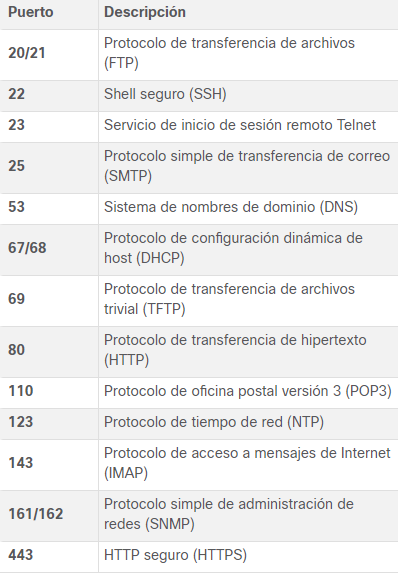 Puerto Descripción
20/21 Protocolo de transferencia de archivos
(FTP)
22 Shell seguro (SSH)
23 Servicio de inicio de sesión remoto Telnet
25 Protocolo simple de transferencia de correo
(SMTP)
53 Sistema de nombres de dominio (DNS)
67/68 Protocolo de configuración dinámica de
host (DHCP)
69 Protocolo de transferencia de archivos
trivial (TFTP)
80 Protocolo de transferencia de hipertexto
(HTTP)
110 Protocolo de oficina postal versión 3 (POP3)
123 Protocolo de tiempo de red (NTP)
143 Protocolo de acceso a mensajes de Internet
(IMAP)
161/162 Protocolo simple de administración de
redes (SNMP)
443 HTTP seguro (HTTPS)